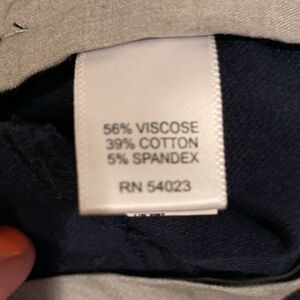 56% VISCOSE
39% COTTON
5% SPANDEX
RN 54023